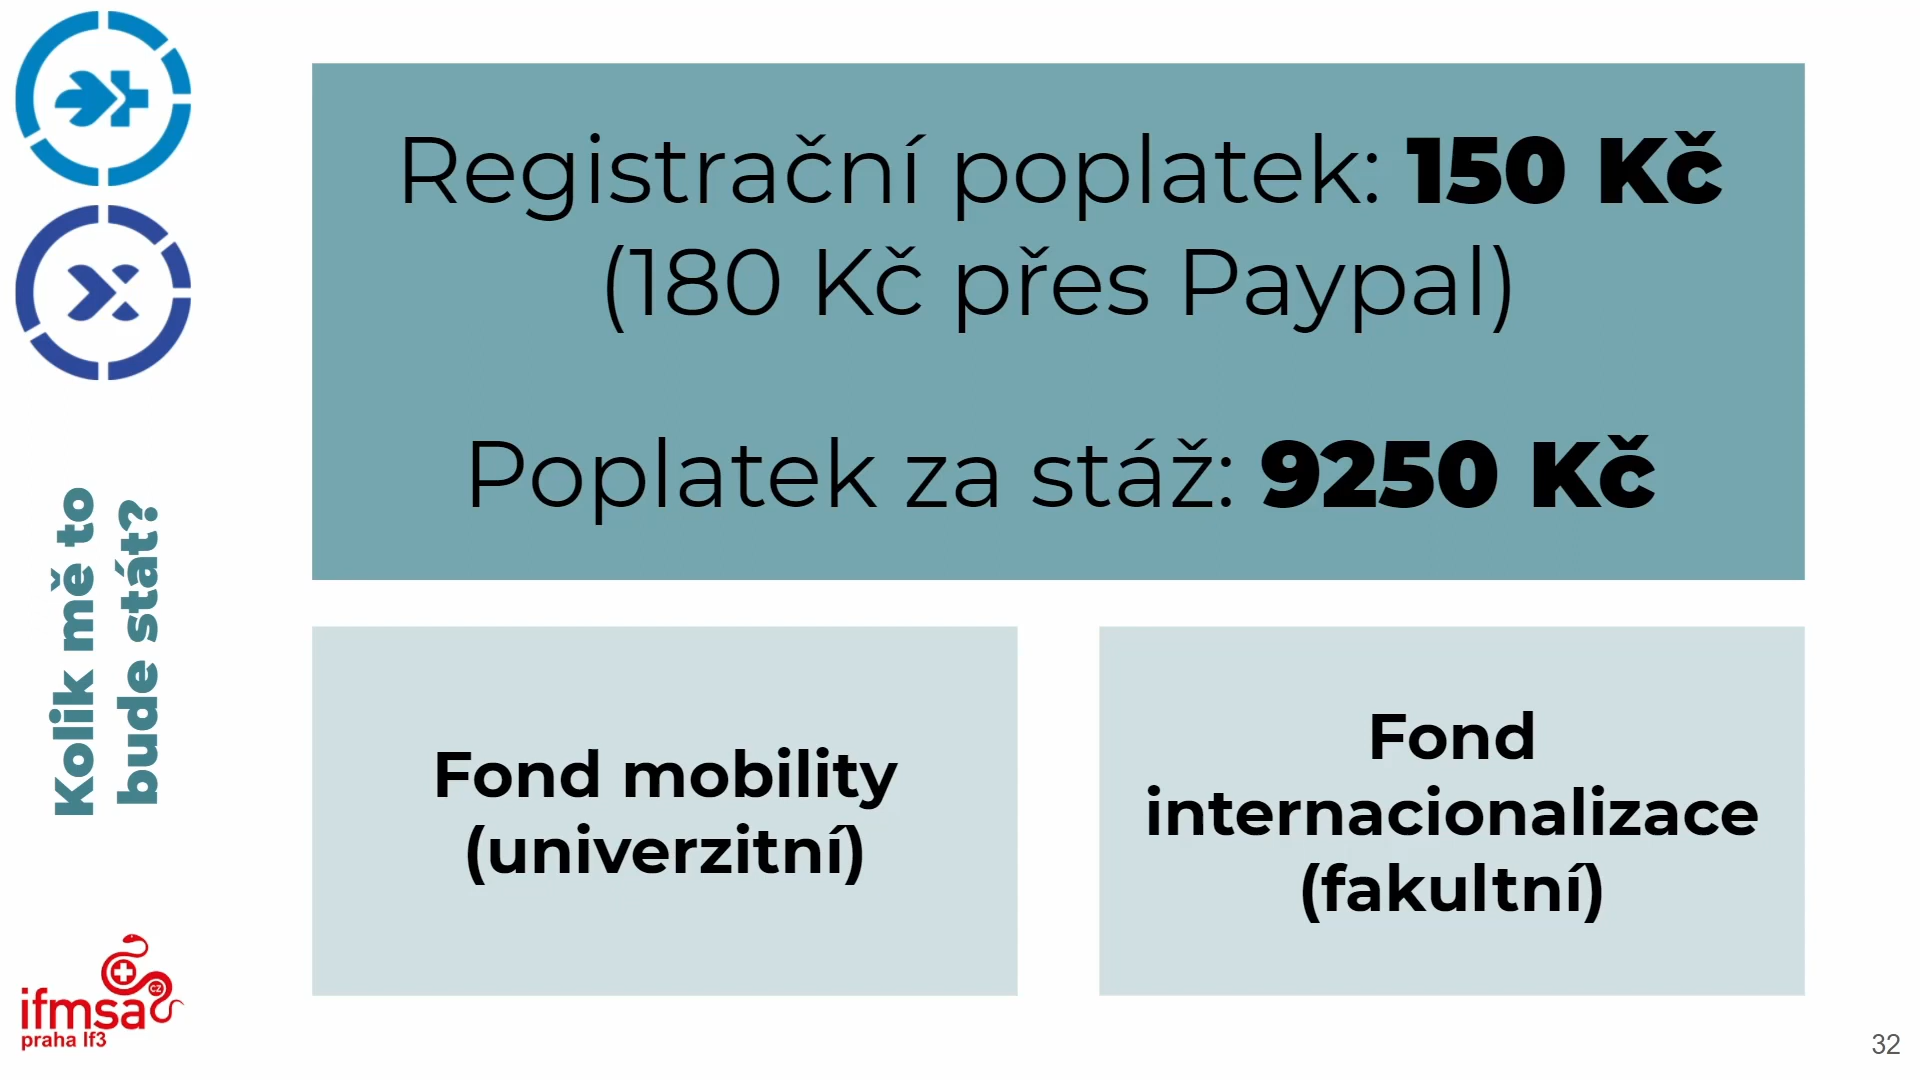 Kolik mě to
bude stát?
Registrační poplatek: 150 Kč
(180 Kč přes Paypal)
Poplatek za stáž: 9250 Kč
Fond mobility
(univerzitní)
Fond
internacionalizace
(fakultní)
CZ
ifmsa
praha lf3
32